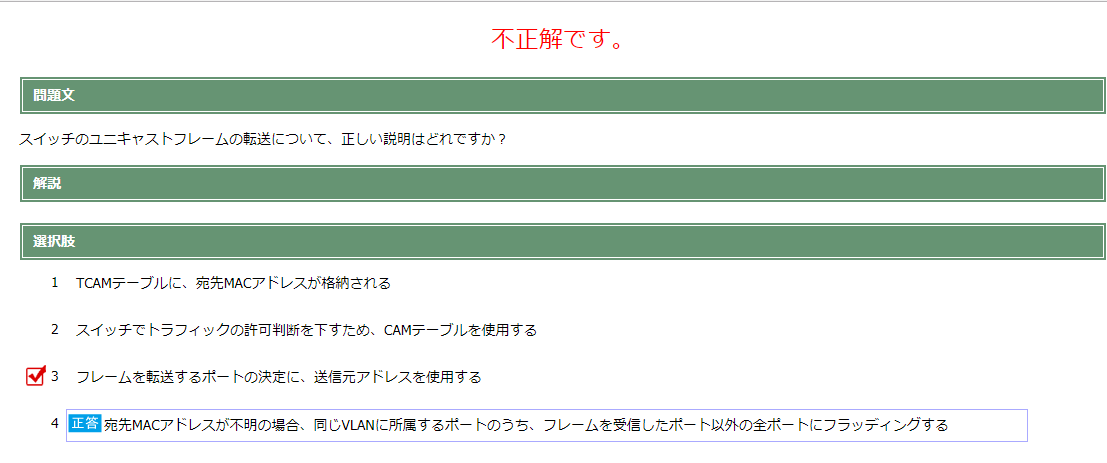 不正解です。
問題文
スイッチのユニキャストフレームの転送について、正しい説明はどれですか？
解説
選択肢
1 TCAMテーブルに、宛先MACアドレスが格納される
2 スイッチでトラフィックの許可判断を下すため、CAMテーブルを使用する
3 フレームを転送するポートの決定に、送信元アドレスを使用する
4 正答 宛先MACアドレスが不明の場合、同じVLANに所属するポートのうち、フレームを受信したポート以外の全ポートにフラッディングする